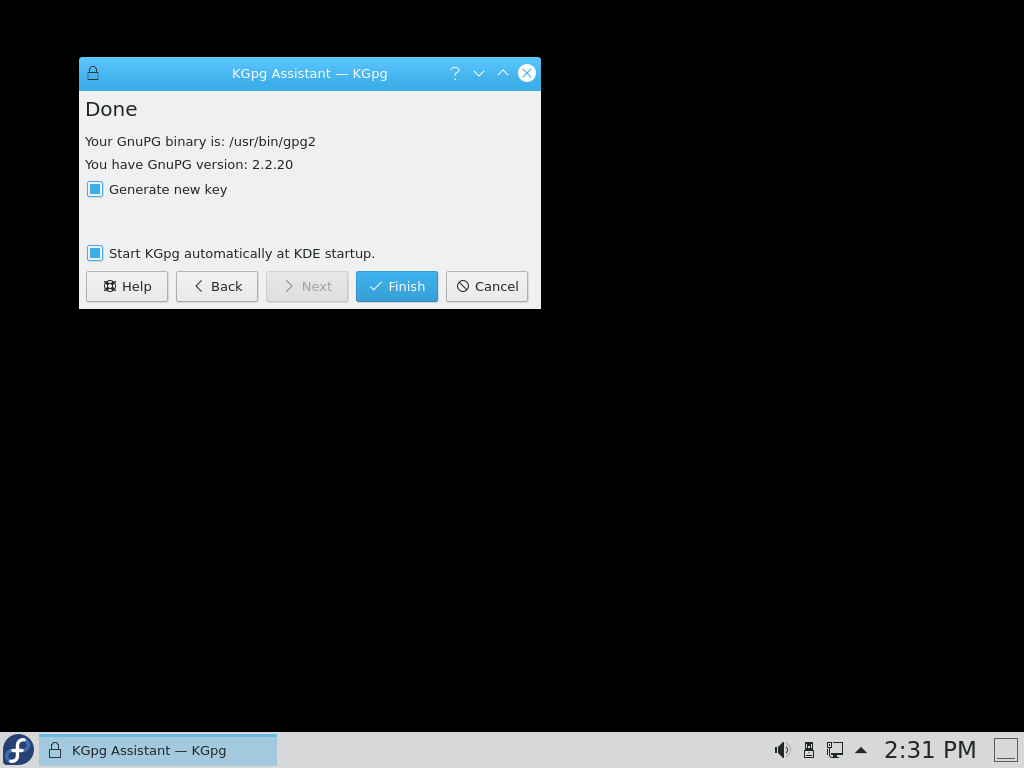 KGpg Assistant — KGpg
Done
Your GnuPG binary is: /usr/bin/gpg2
You have GnuPG version: 2.2.20
Generate new key
Start KGpg automatically at KDE startup.
Help Back Next Finish Cancel
KGpg Assistant — KGpg 2:31 PM